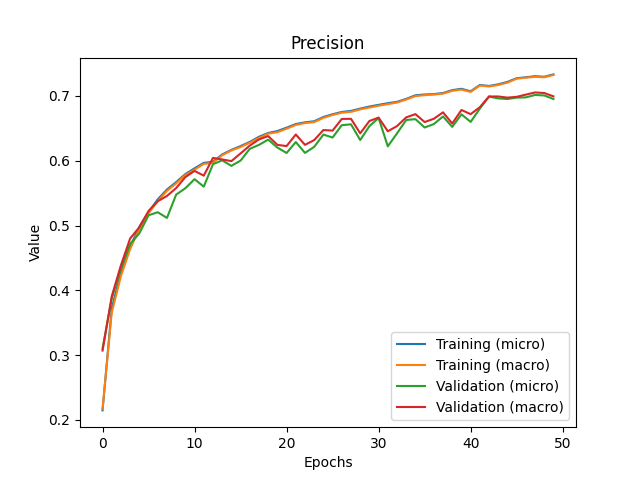 Precision
0.7
0.6
0.5
0.4
0.3
0.2
Value
0
10
20
30
40
50
Epochs
Training (micro)
Training (macro)
Validation (micro)
Validation (macro)